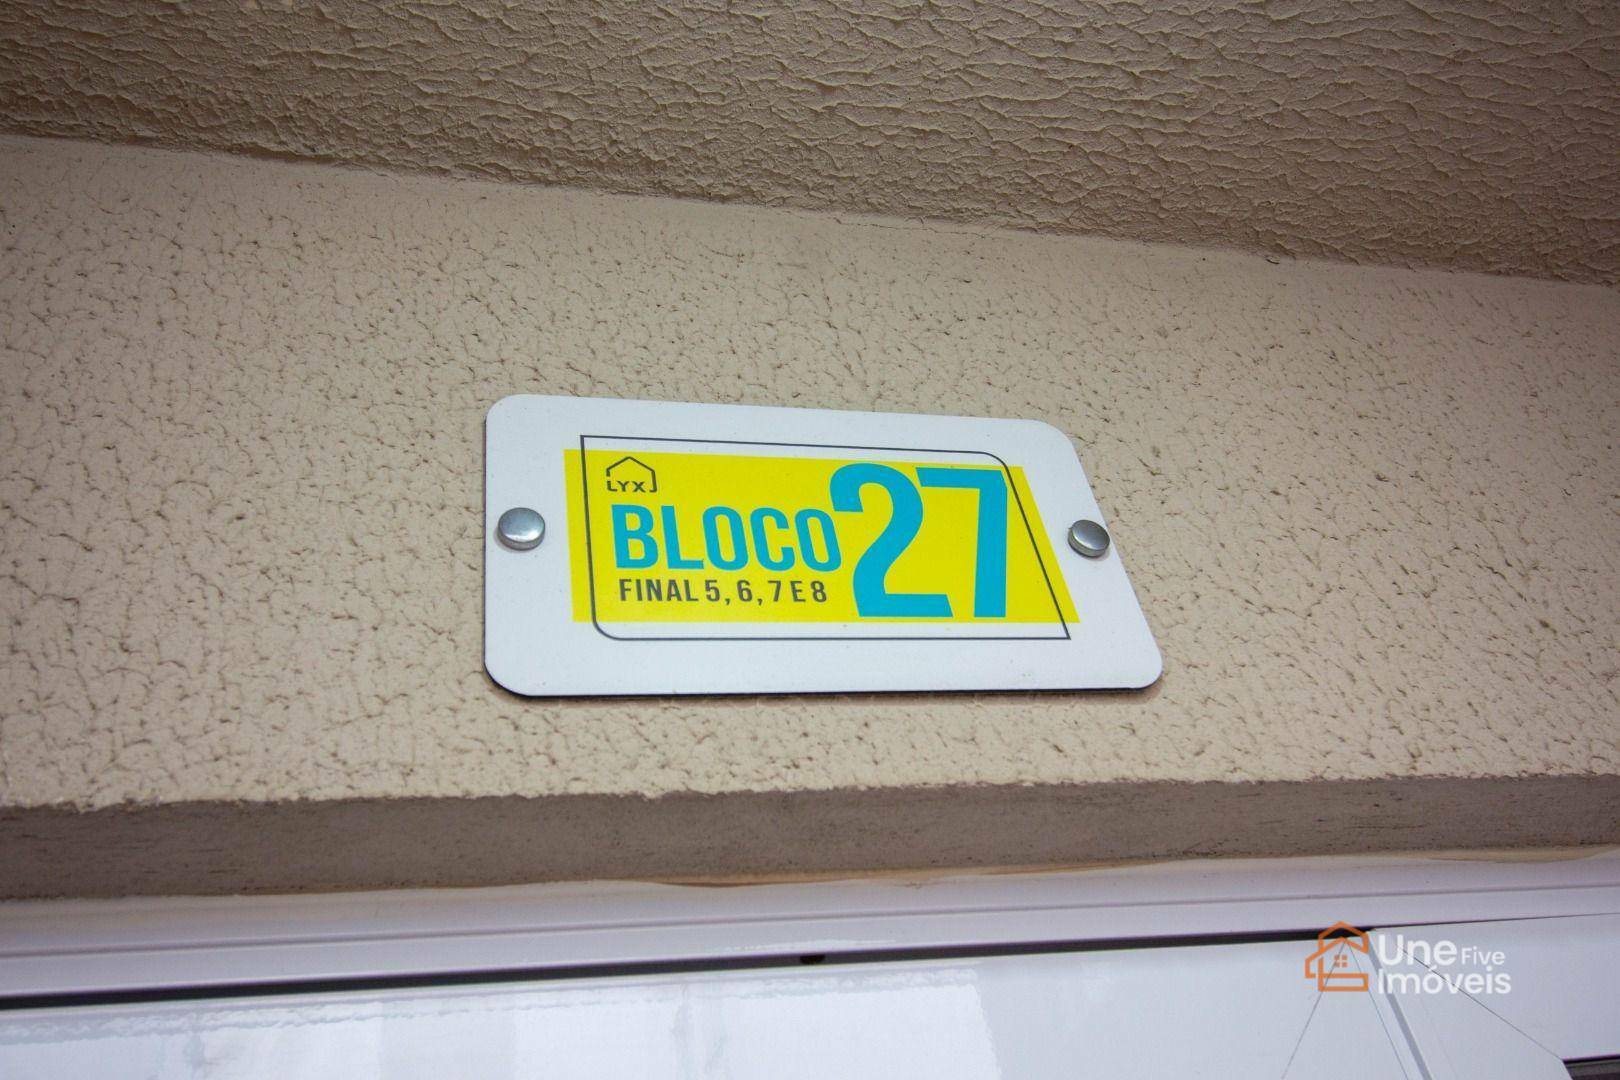 LYX
BLOCO 27
FINAL 5, 6, 7 E 8
Une Five
Imóveis